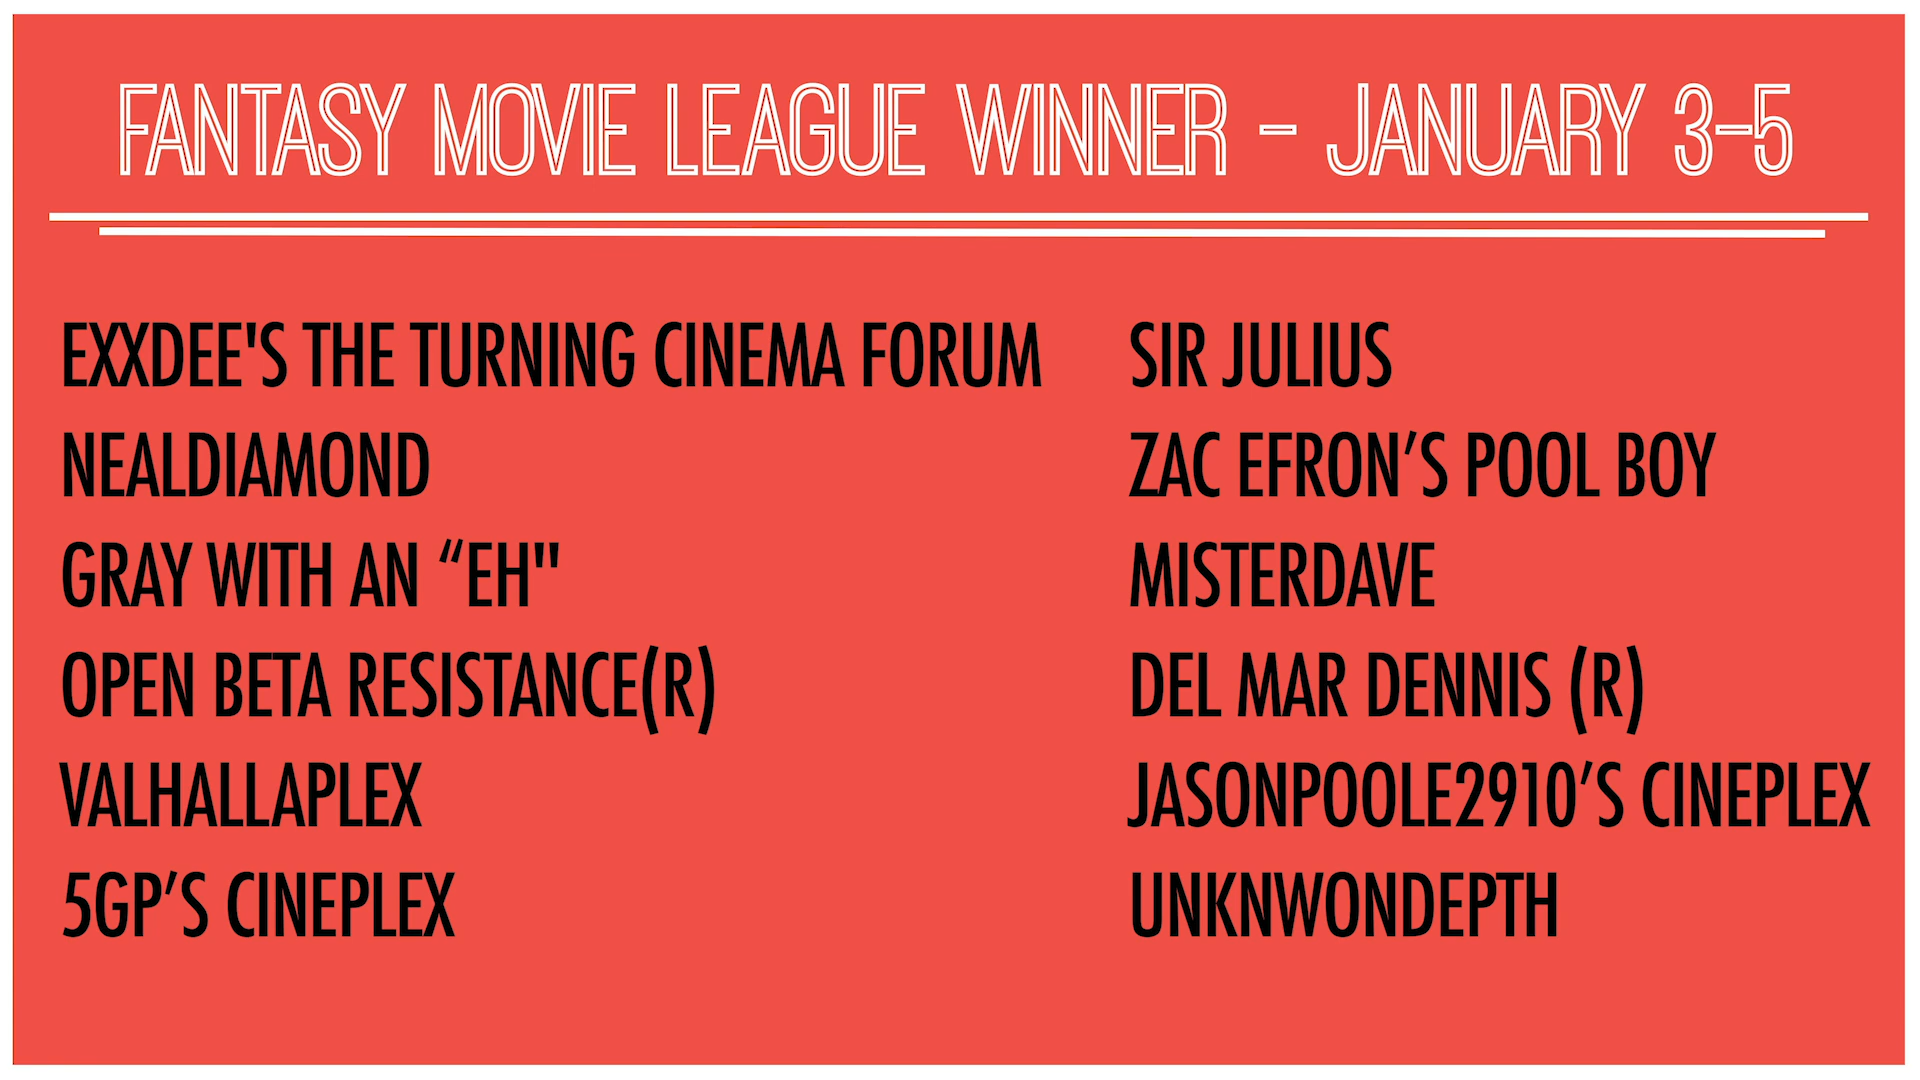 FANTASY MOVIE LEAGUE WINNER - JANUARY 3-5
EXXDEE'S THE TURNING CINEMA FORUM
NEALDIAMOND
GRAY WITH AN “EH"
OPEN BETA RESISTANCE(R)
VALHALLAPLEX
5GP’S CINEPLEX
SIR JULIUS
ZAC EFRON’S POOL BOY
MISTERDAVE
DEL MAR DENNIS (R)
JASONPOOLE2910’S CINEPLEX
UNKNWONDEPTH